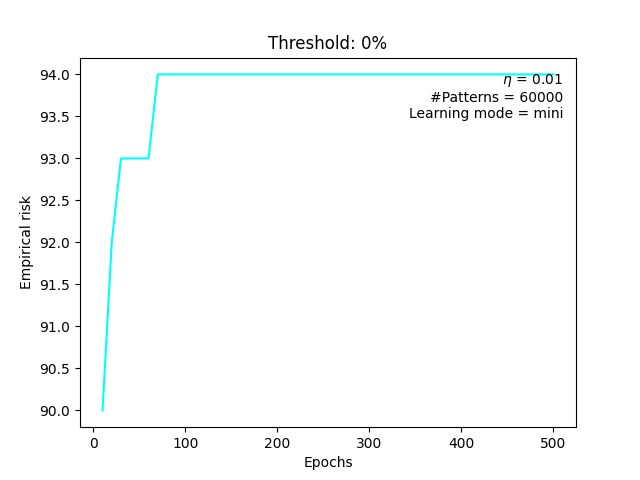 Threshold: 0%
94.0
93.5
93.0
92.5
92.0
91.5
91.0
90.5
90.0
Empirical risk
η = 0.01
#Patterns = 60000
Learning mode = mini
0 100 200 300 400 500
Epochs